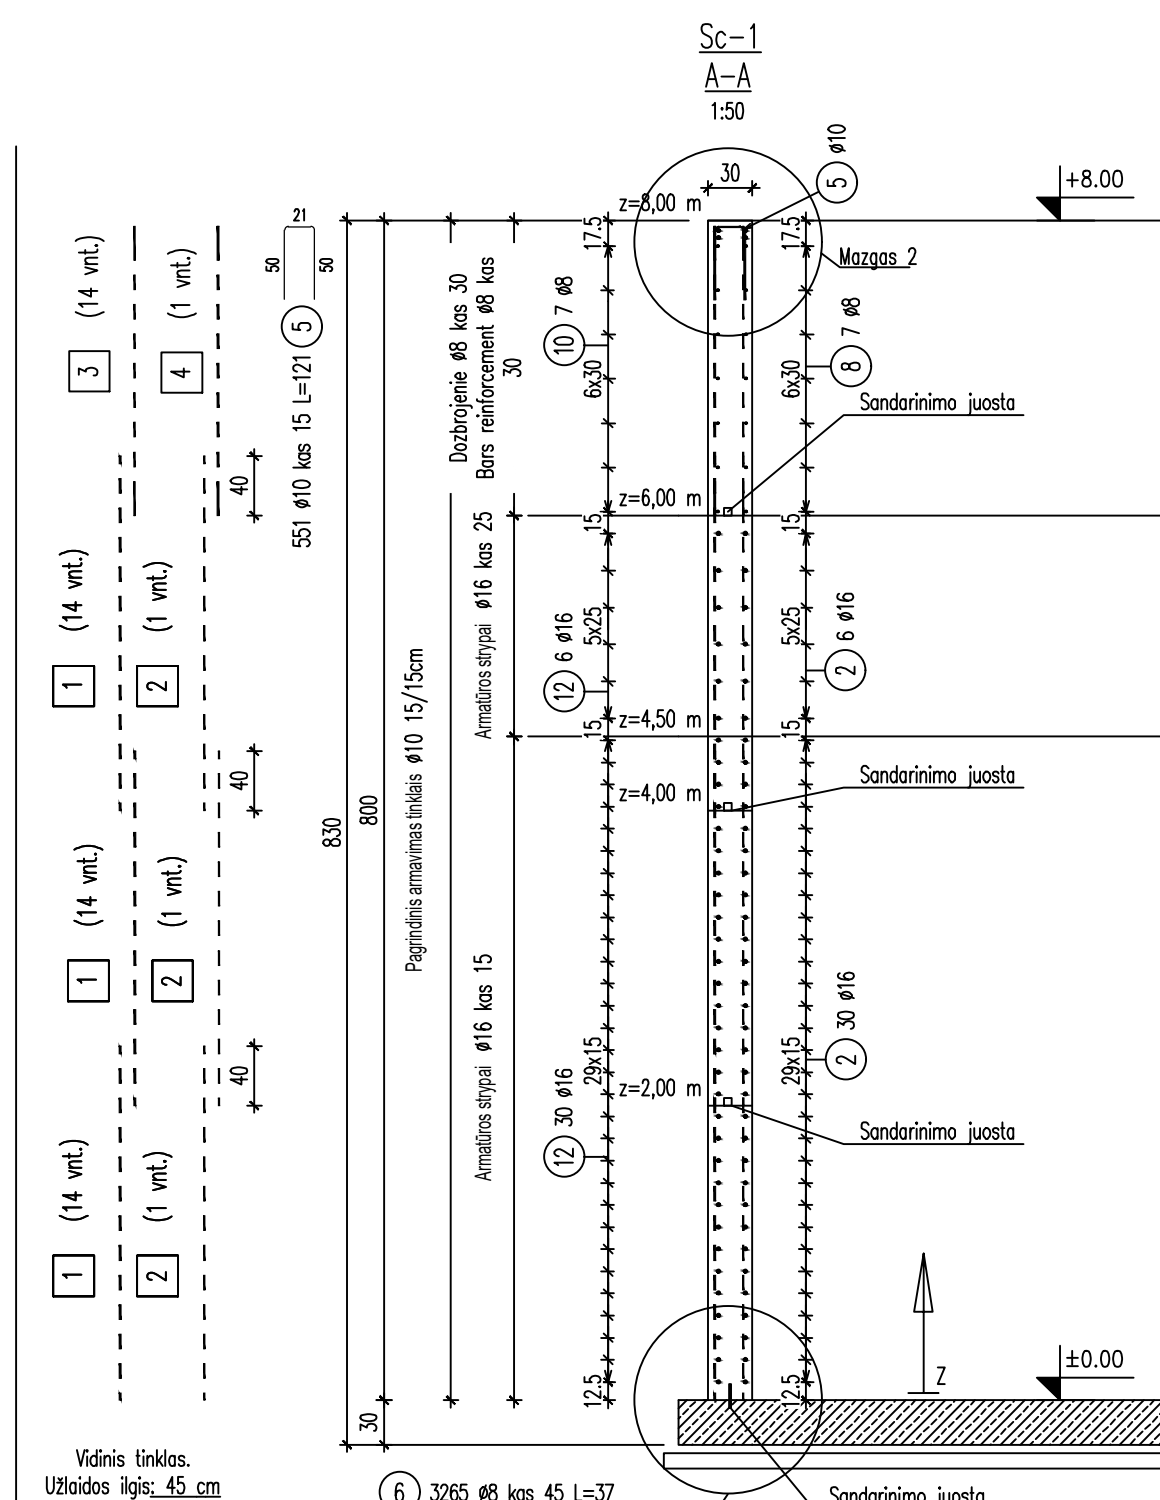 Sc-1
A-A
1:50
30
5
ø10
+8.00
z=8,00 m
Mazgas 2
17.5
17.5
3
(14 vnt.)
4
(1 vnt.)
21
50
50
551 ø10 kas 15 L=121
5
Dozbrojenie ø8 kas 30
Bars reinforcement ø8 kas
30
10
7 ø8
6x30
6x30
8
7 ø8
Sandarinimo juosta
z=6,00 m
40
15
15
1
(14 vnt.)
2
(1 vnt.)
Armatūros strypai ø16 kas 25
12
6 ø16
5x25
5x25
2
6 ø16
z=4,50 m
15
15
40
Sandarinimo juosta
z=4,00 m
830
800
Pagrindinis armavimas tinklais ø10 15/15cm
1
(14 vnt.)
2
(1 vnt.)
Armatūros strypai ø16 kas 15
12
30 ø16
29x15
29x15
2
30 ø16
z=2,00 m
40
Sandarinimo juosta
1
(14 vnt.)
2
(1 vnt.)
Z
±0.00
12.5
12.5
30
Vidinis tinklas.
Užlaidos ilgis: 45 cm
6
3265 ø8 kas 45 L=37
Sandarinimo juosta